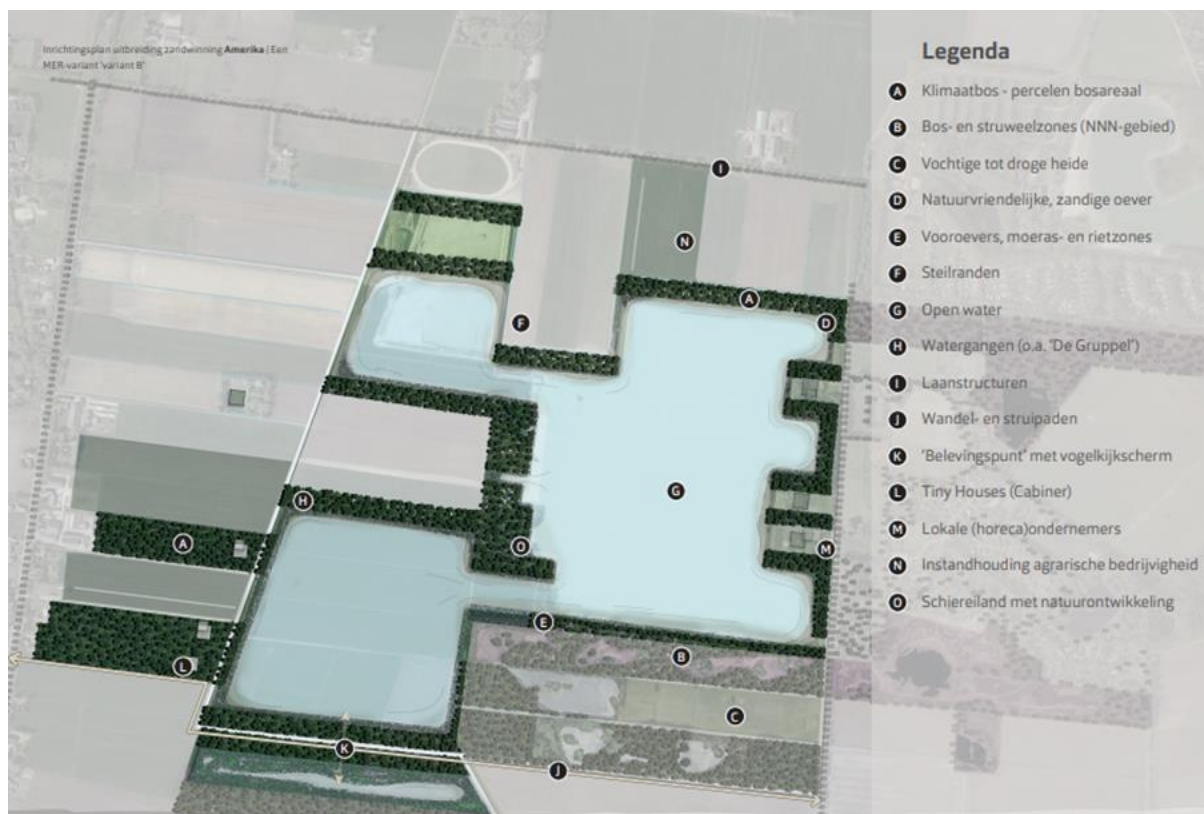 Inrichtingsplan uitbreiding zandwinning Amerika | Een
MER-variant 'variant B'
Legenda
A Klimaatbos - percelen bosareaal
B Bos- en struweelzones (NNN-gebied)
C Vochtige tot droge heide
D Natuurvriendelijke, zandige oever
E Vooroevers, moeras- en rietzones
F Steilranden
G Open water
H Watergangen (o.a. 'De Gruppel')
I Laanstructuren
J Wandel- en struipaden
K 'Belevingspunt' met vogelkijkscherm
L Tiny Houses (Cabiner)
M Lokale (horeca)ondernemers
N Instandhouding agrarische bedrijvigheid
O Schiereiland met natuurontwikkeling
I
N
A
D
F
G
H
A
O
M
E
B
L
C
K
J